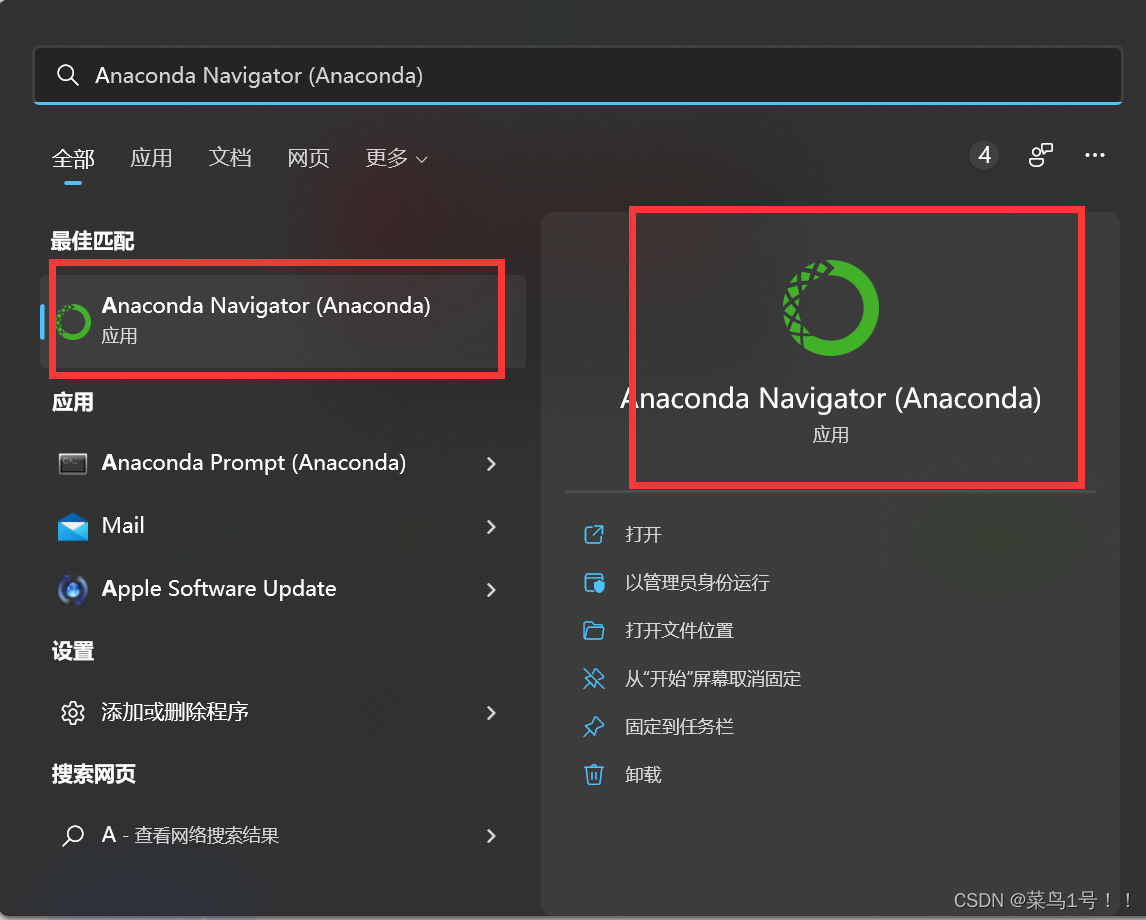 Anaconda Navigator (Anaconda)
全部 应用 文档 网页 更多 4
最佳匹配
Anaconda Navigator (Anaconda)
应用
应用
Anaconda Prompt (Anaconda)
Mail
Apple Software Update
设置
添加或删除程序
搜索网页
A - 查看网络搜索结果
Anaconda Navigator (Anaconda)
应用
打开
以管理员身份运行
打开文件位置
从“开始”屏幕取消固定
固定到任务栏
卸载
CSDN @菜鸟1号！！